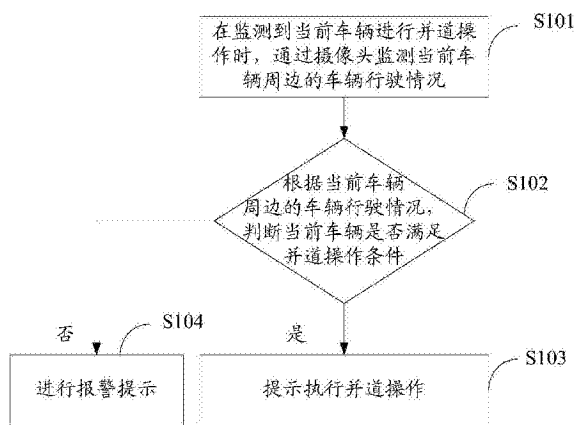 S101
在监测到当前车辆进行并道操
作时，通过摄像头监测当前车
辆周边的车辆行驶情况
S102
根据当前车辆
周边的车辆行驶情况，
判断当前车辆是否满足
并道操作条件
否
S104
是
S103
进行报警提示
提示执行并道操作